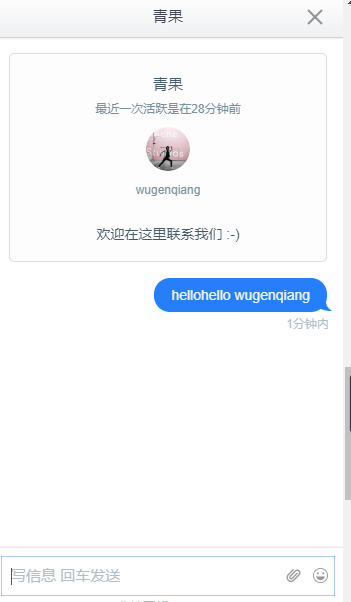 青果
青果
最近一次活跃是在28分钟前
wugenqiang
欢迎在这里联系我们 :-)
hellohello wugenqiang
1分钟内
写信息 回车发送